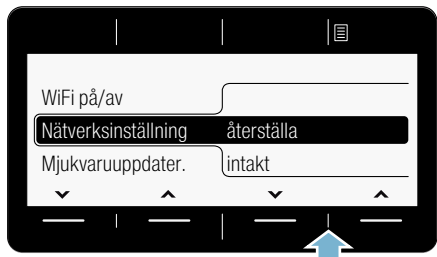 WiFi på/av
Nätverksinställning återställa
Mjukvaruuppdater. intakt